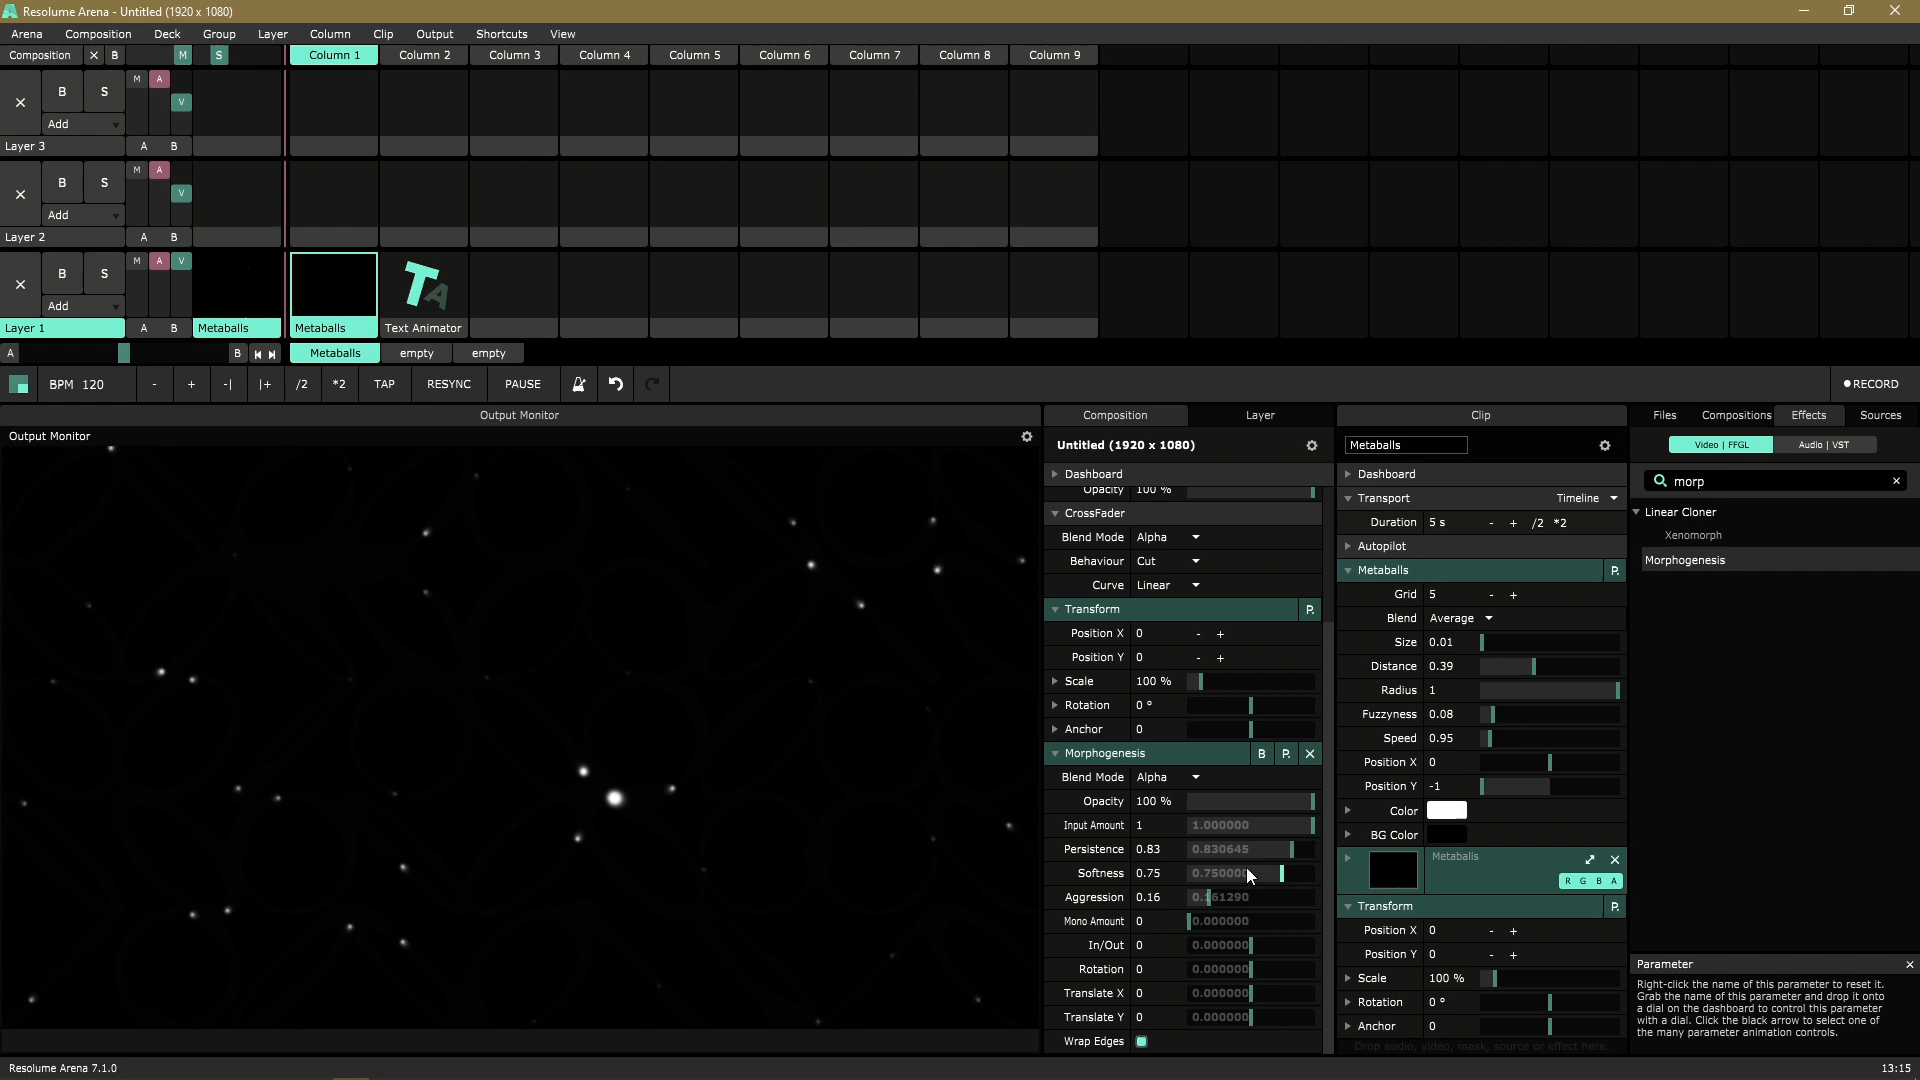 Resolume Arena - Untitled (1920 x 1080)
Arena Composition Deck Group Layer Column Clip Output Shortcuts View
Composition B M S Column 1 Column 2 Column 3 Column 4 Column 5 Column 6 Column 7 Column 8 Column 9
B S M A V
Add
Layer 3 A B
B S M A V
Add
Layer 2 A B
B S M A V
Add
Layer 1 A B Metaballs Metaballs Text Animator
A B Metaballs empty empty
BPM 120 - + -| |+ /2 *2 TAP RESYNC PAUSE RECORD
Output Monitor
Output Monitor
Composition Layer
Untitled (1920 x 1080)
Dashboard
Opacity 100 %
CrossFader
Blend Mode Alpha
Behaviour Cut
Curve Linear
Transform P.
Position X 0 - +
Position Y 0 - +
Scale 100 %
Rotation 0 °
Anchor 0
Morphogenesis B P. X
Blend Mode Alpha
Opacity 100 %
Input Amount 1 1.000000
Persistence 0.83 0.830645
Softness 0.75 0.750000
Aggression 0.16 0.161290
Mono Amount 0 0.000000
In/Out 0 0.000000
Rotation 0 0.000000
Translate X 0 0.000000
Translate Y 0 0.000000
Wrap Edges
Clip
Metaballs
Dashboard
Transport Timeline
Duration 5 s - + /2 *2
Autopilot
Metaballs P.
Grid 5 - +
Blend Average
Size 0.01
Distance 0.39
Radius 1
Fuzzyness 0.08
Speed 0.95
Position X 0
Position Y -1
Color
BG Color
Metaballs
R G B A
Transform P.
Position X 0 - +
Position Y 0 - +
Scale 100 %
Rotation 0 °
Anchor 0
Drop audio, video, mask, source or effect here.
Files Compositions Effects Sources
Video | FFGL Audio | VST
morp
Linear Cloner
Xenomorph
Morphogenesis
Parameter
Right-click the name of this parameter to reset it.
Grab the name of this parameter and drop it onto
a dial on the dashboard to control this parameter
with a dial. Click the black arrow to select one of
the many parameter animation controls.
Resolume Arena 7.1.0 13:15